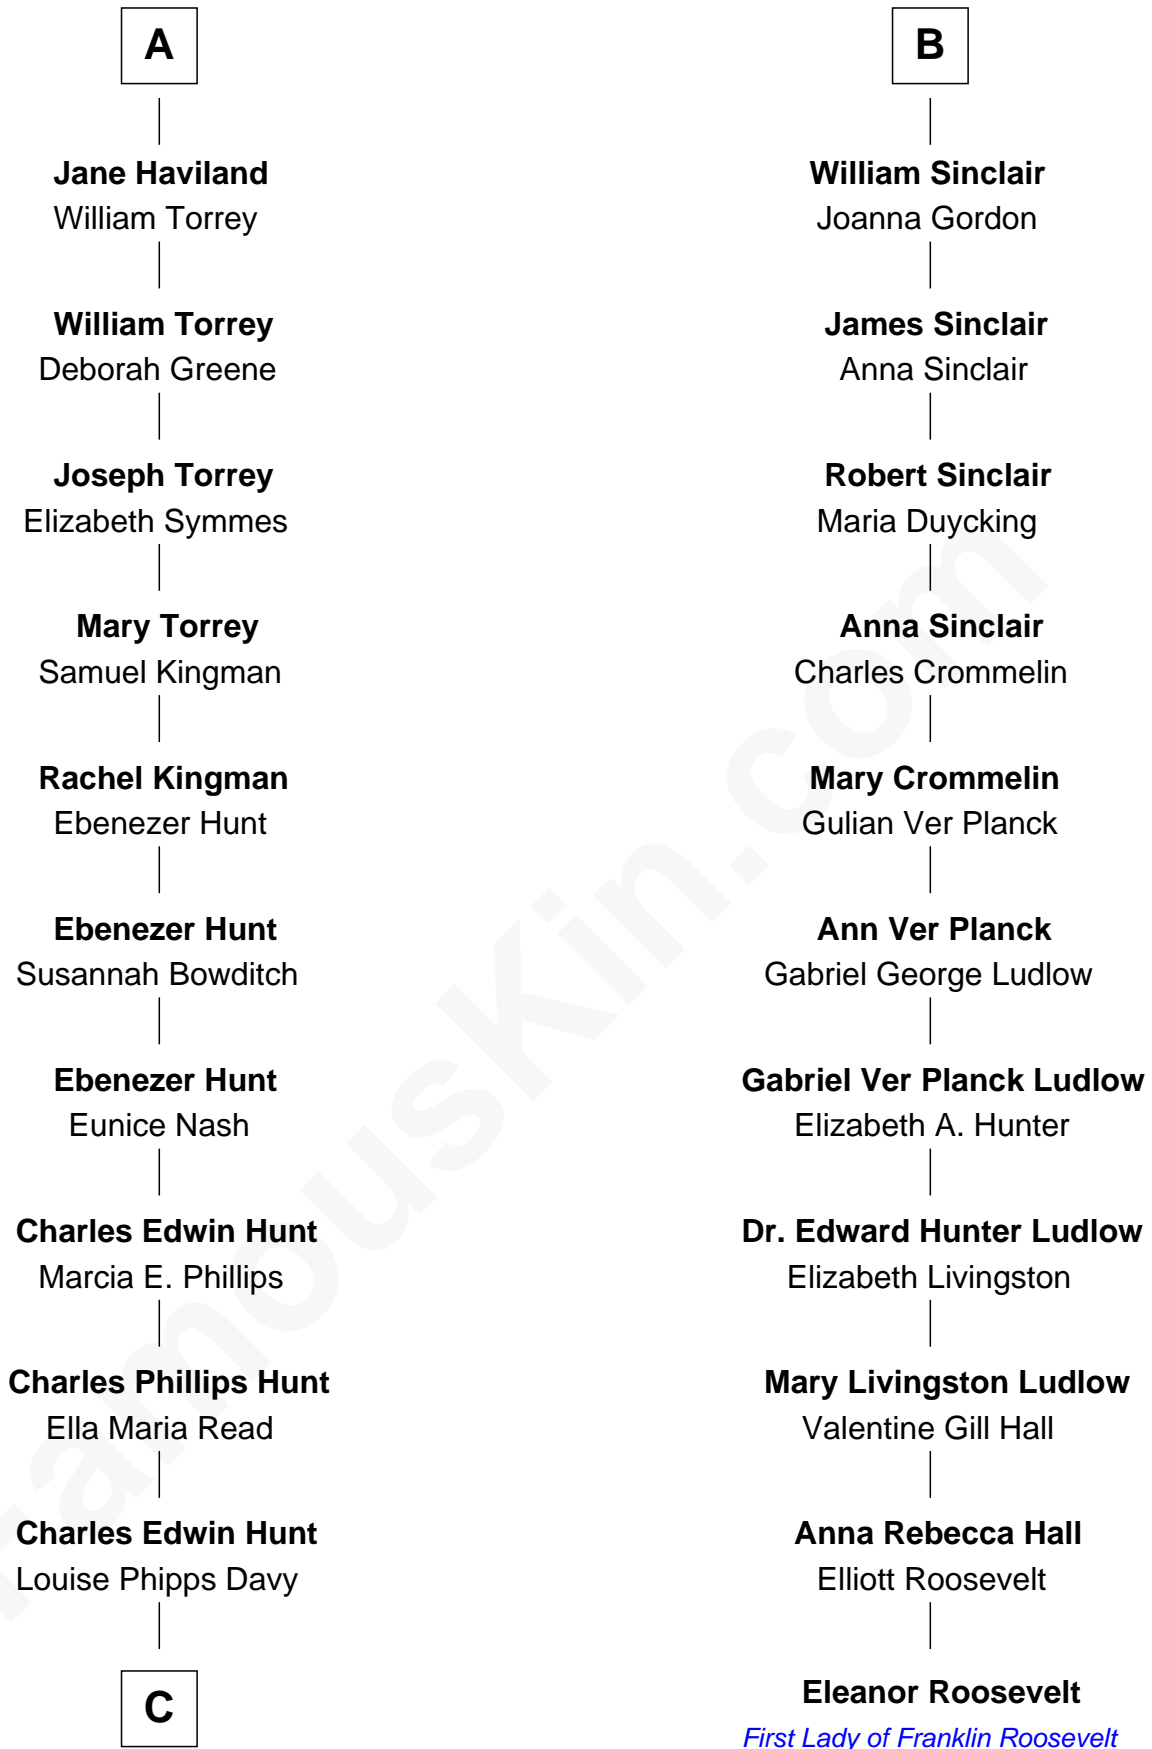 A
Jane Haviland
William Torrey
William Torrey
Deborah Greene
Joseph Torrey
Elizabeth Symmes
Mary Torrey
Samuel Kingman
Rachel Kingman
Ebenezer Hunt
Ebenezer Hunt
Susannah Bowditch
Ebenezer Hunt
Eunice Nash
Charles Edwin Hunt
Marcia E. Phillips
Charles Phillips Hunt
Ella Maria Read
Charles Edwin Hunt
Louise Phipps Davy
C
B
William Sinclair
Joanna Gordon
James Sinclair
Anna Sinclair
Robert Sinclair
Maria Duycking
Anna Sinclair
Charles Crommelin
Mary Crommelin
Gulian Ver Planck
Ann Ver Planck
Gabriel George Ludlow
Gabriel Ver Planck Ludlow
Elizabeth A. Hunter
Dr. Edward Hunter Ludlow
Elizabeth Livingston
Mary Livingston Ludlow
Valentine Gill Hall
Anna Rebecca Hall
Elliott Roosevelt
Eleanor Roosevelt
First Lady of Franklin Roosevelt
FamousKin.com